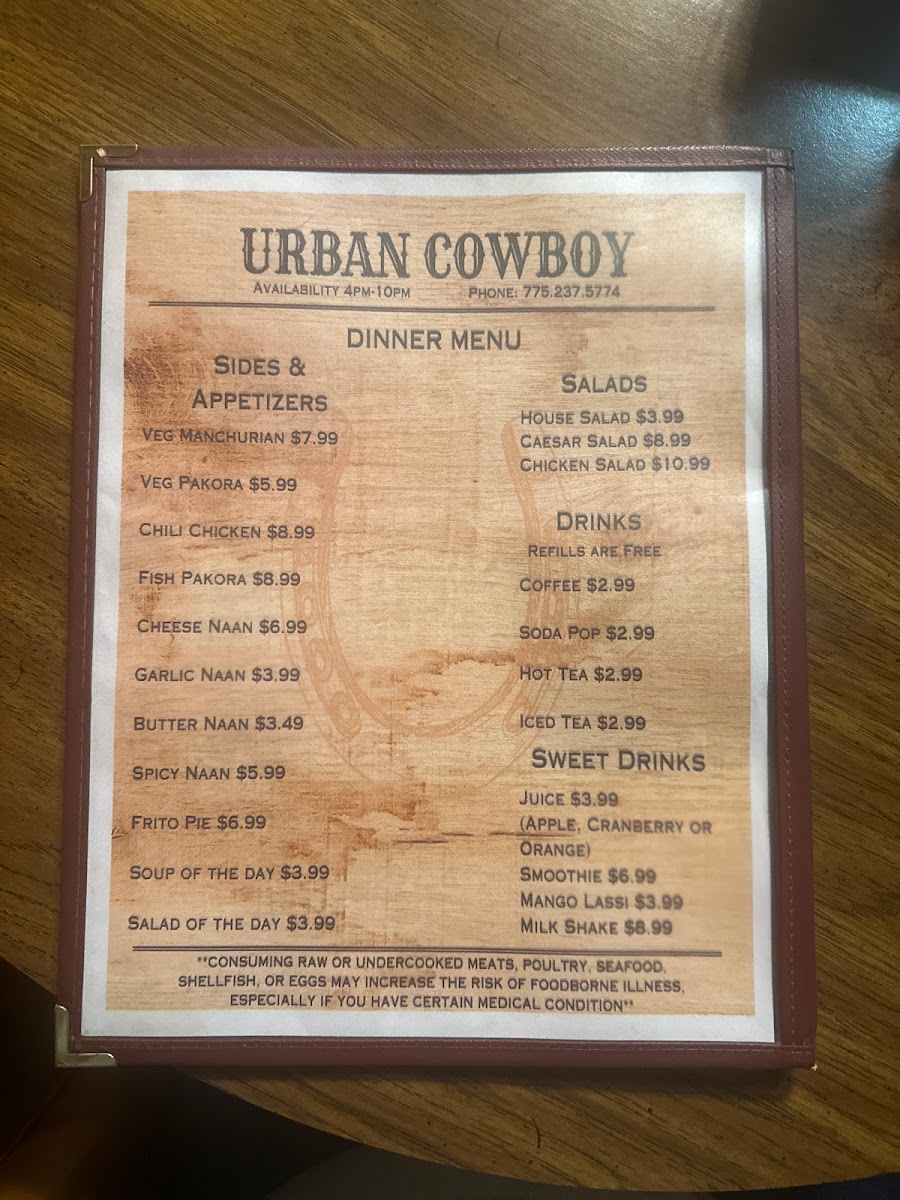 URBAN COWBOY
AVAILABILITY 4PM-10PM PHONE: 775.237.5774
DINNER MENU
SIDES &
APPETIZERS
VEG MANCHURIAN $7.99
VEG PAKORA $5.99
CHILI CHICKEN $8.99
FISH PAKORA $8.99
CHEESE NAAN $6.99
GARLIC NAAN $3.99
BUTTER NAAN $3.49
SPICY NAAN $5.99
FRITO PIE $6.99
SOUP OF THE DAY $3.99
SALAD OF THE DAY $3.99
SALADS
HOUSE SALAD $3.99
CAESAR SALAD $8.99
CHICKEN SALAD $10.99
DRINKS
REFILLS ARE FREE
COFFEE $2.99
SODA POP $2.99
HOT TEA $2.99
ICED TEA $2.99
SWEET DRINKS
JUICE $3.99
(APPLE, CRANBERRY OR
ORANGE)
SMOOTHIE $6.99
MANGO LASSI $3.99
MILK SHAKE $8.99
**CONSUMING RAW OR UNDERCOOKED MEATS, POULTRY, SEAFOOD,
SHELLFISH, OR EGGS MAY INCREASE THE RISK OF FOODBORNE ILLNESS,
ESPECIALLY IF YOU HAVE CERTAIN MEDICAL CONDITION**